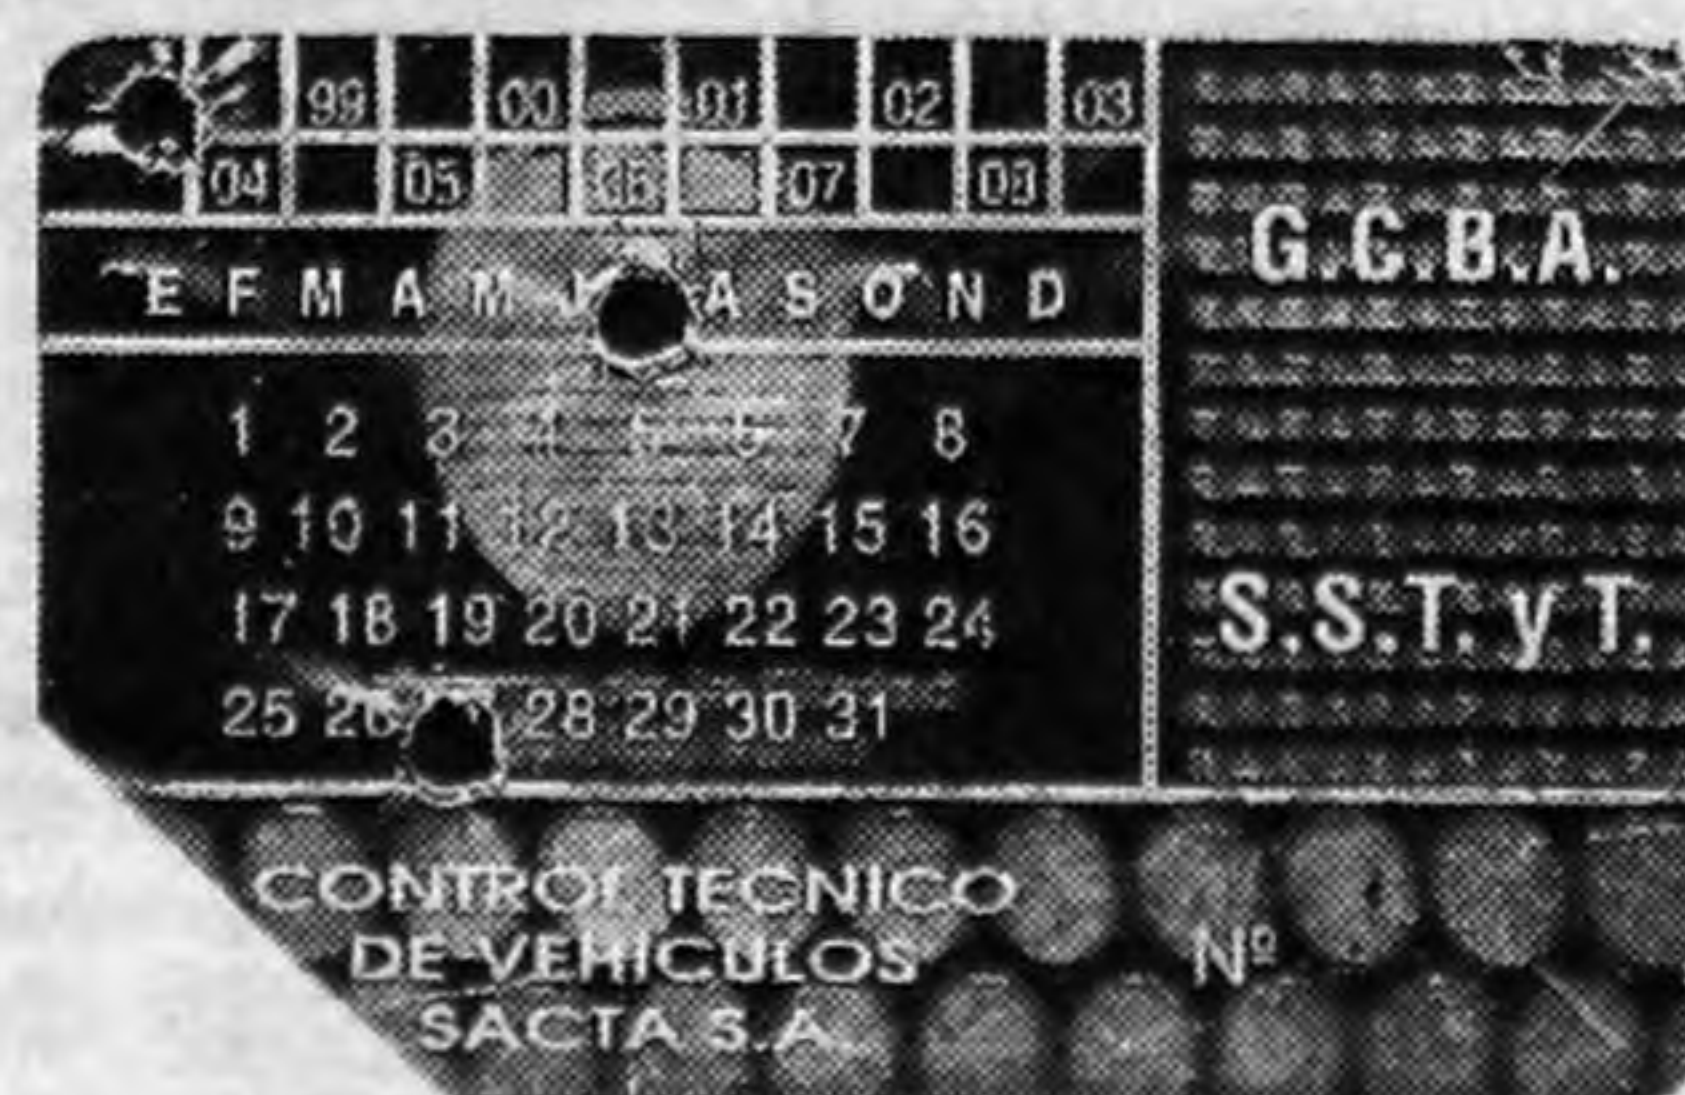 99 00 01 02 03
04 05 06 07 08
E F M A M J A S O N D
1 2 3 4 5 6 7 8
9 10 11 12 13 14 15 16
17 18 19 20 21 22 23 24
25 26 28 29 30 31
G.C.B.A.
S.S.T. y T.
CONTROL TECNICO
DE VEHICULOS
SACTA S.A.
Nº